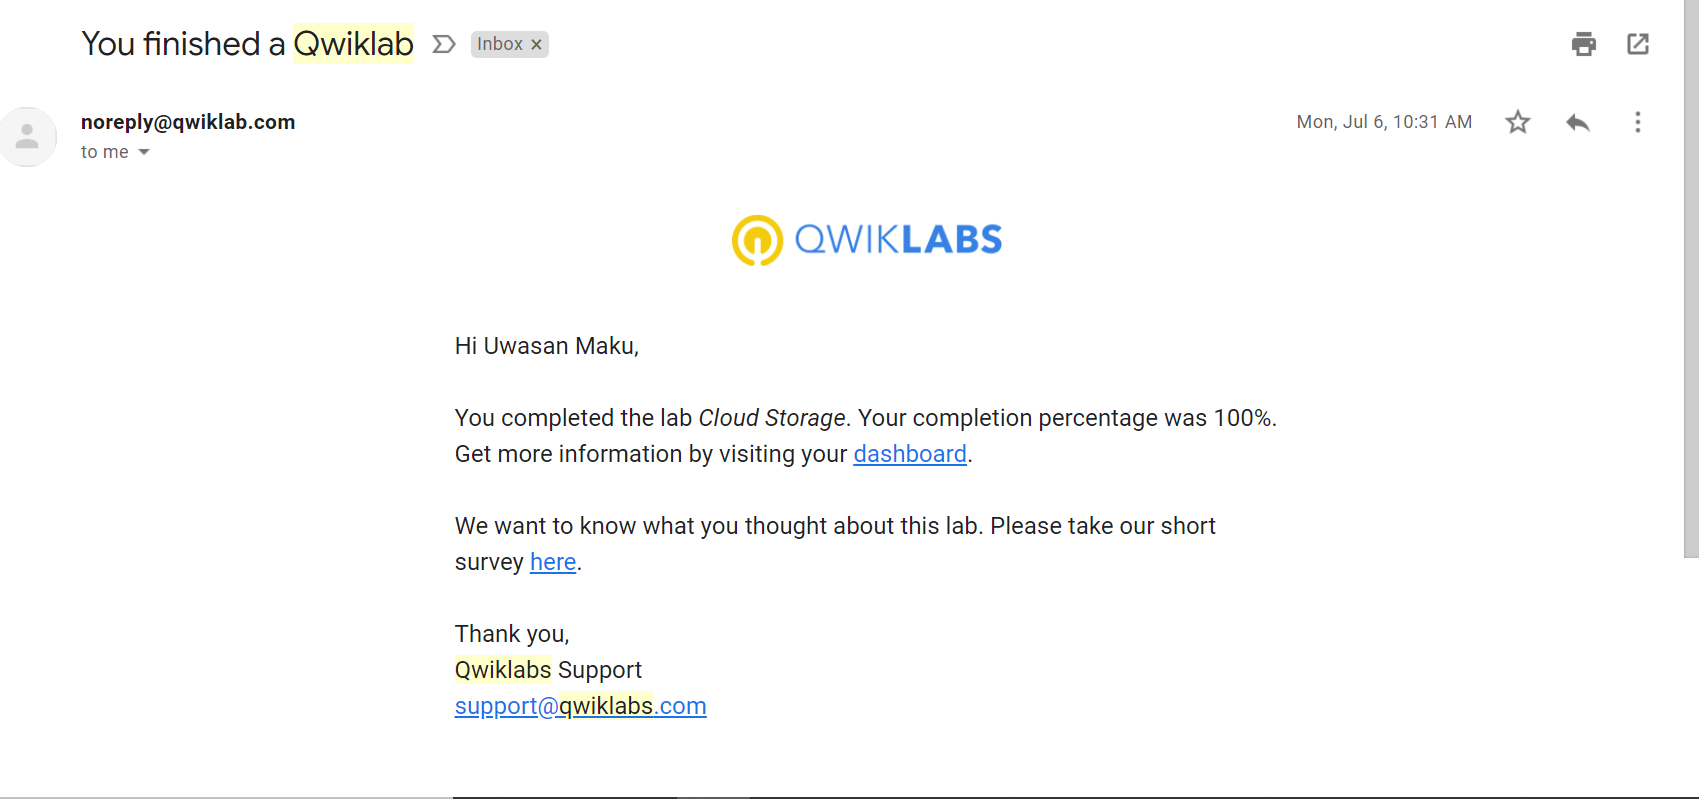 You finished a Qwiklab
Inbox ×
noreply@qwiklab.com
Mon, Jul 6, 10:31 AM
to me
QWIKLABS
Hi Uwasan Maku,
You completed the lab Cloud Storage. Your completion percentage was 100%.
Get more information by visiting your dashboard.
We want to know what you thought about this lab. Please take our short
survey here.
Thank you,
Qwiklabs Support
support@qwiklabs.com